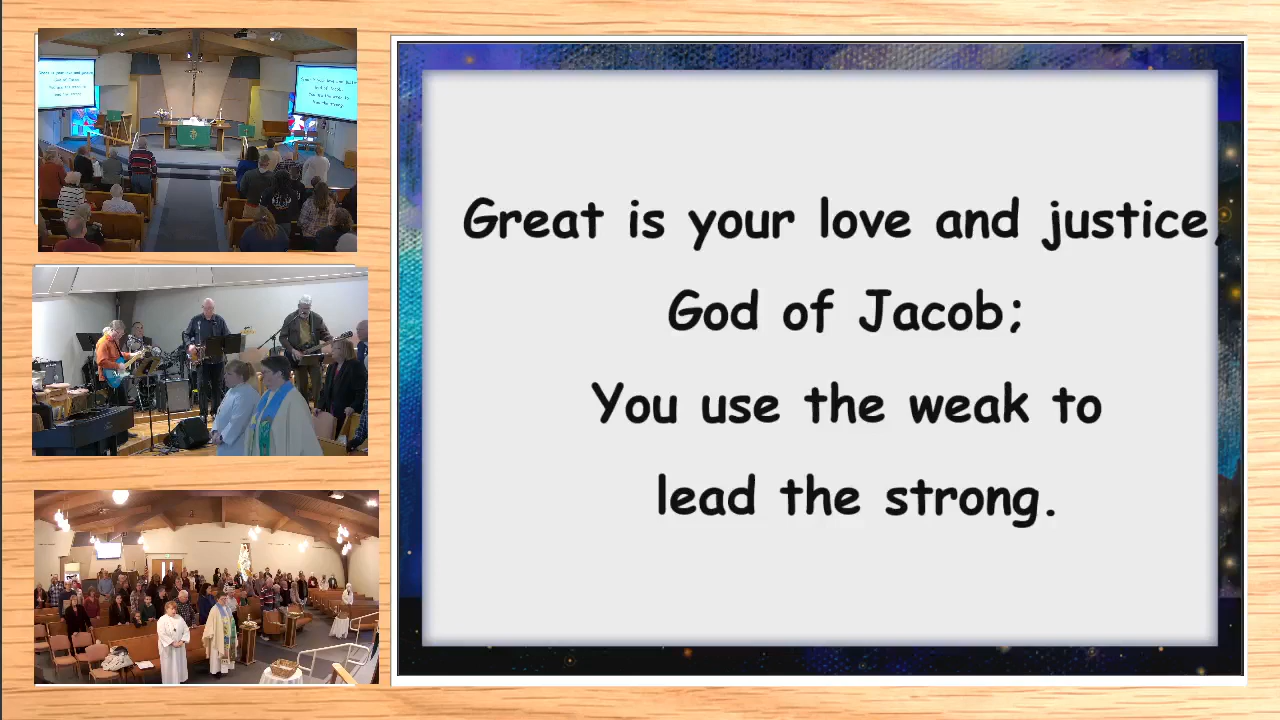 Great is your love and justice,
God of Jacob;
You use the weak to
lead the strong.